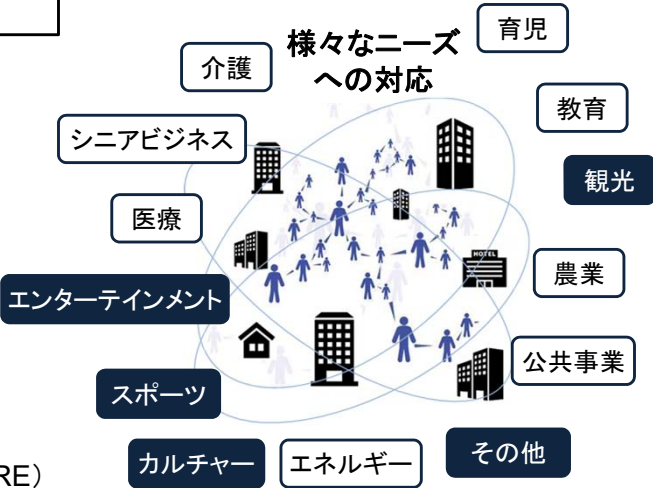 様々なニーズ
への対応
育児
介護
教育
シニアビジネス
観光
医療
HOTEL
農業
エンターテインメント
公共事業
スポーツ
その他
カルチャー
エネルギー
RE）